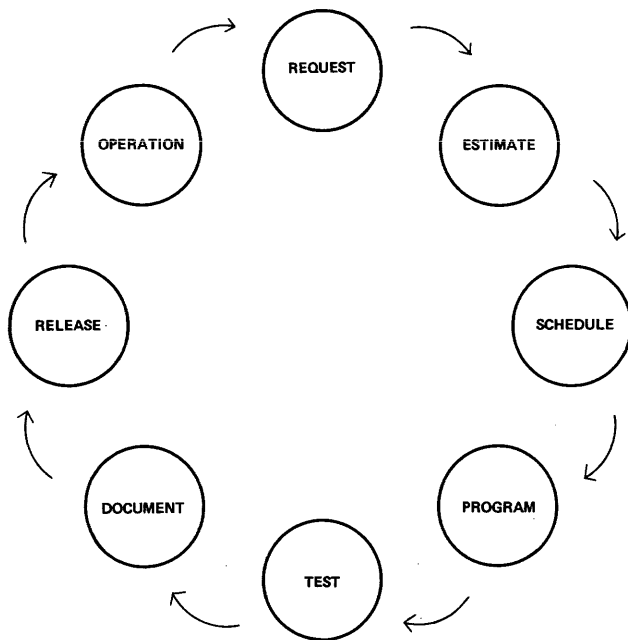 REQUEST
ESTIMATE
SCHEDULE
PROGRAM
TEST
DOCUMENT
RELEASE
OPERATION